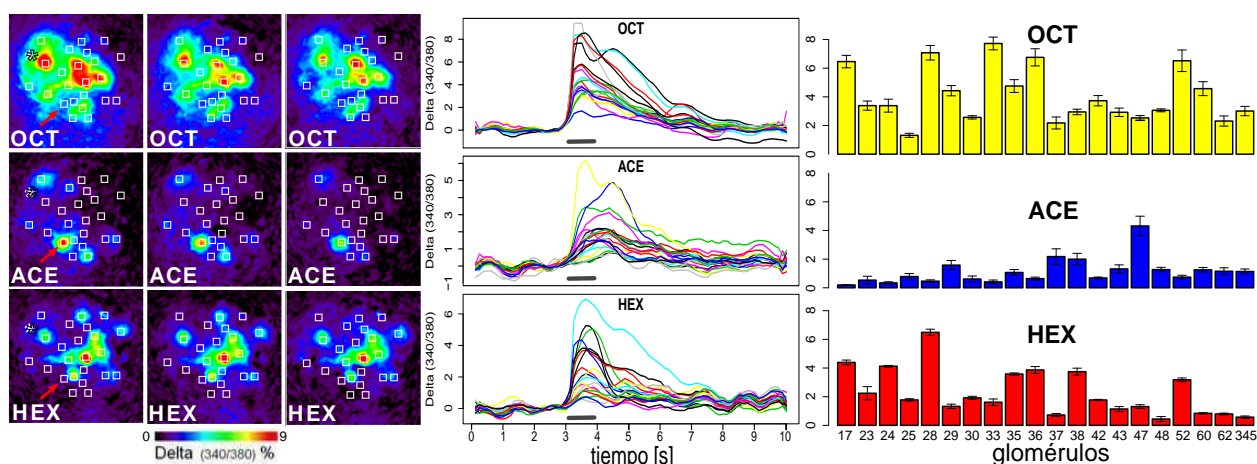 OCT OCT OCT
ACE ACE ACE
HEX HEX HEX
0 9
Delta (340/380) %
OCT
Delta (340/380)
0 2 4 6 8
ACE
Delta (340/380)
−1 1 3 5
HEX
Delta (340/380)
0 2 4 6
0 1 2 3 4 5 6 7 8 9 10
tiempo [s]
OCT
0 2 4 6 8
ACE
0 2 4 6 8
HEX
0 2 4 6 8
17 23 24 25 28 29 30 33 35 36 37 38 42 43 47 48 52 60 62 345
glomérulos